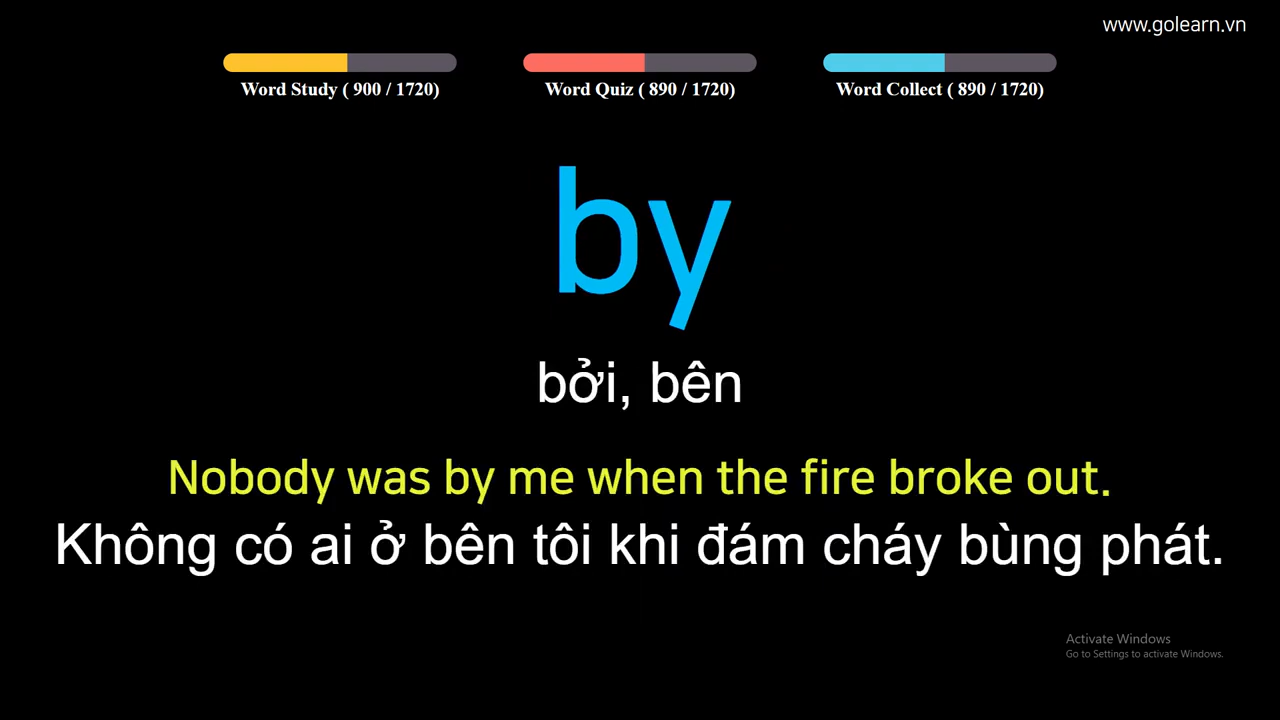 www.golearn.vn
Word Study ( 900 / 1720)
Word Quiz ( 890 / 1720)
Word Collect ( 890 / 1720)
by
bởi, bên
Nobody was by me when the fire broke out.
Không có ai ở bên tôi khi đám cháy bùng phát.
Activate Windows
Go to Settings to activate Windows.